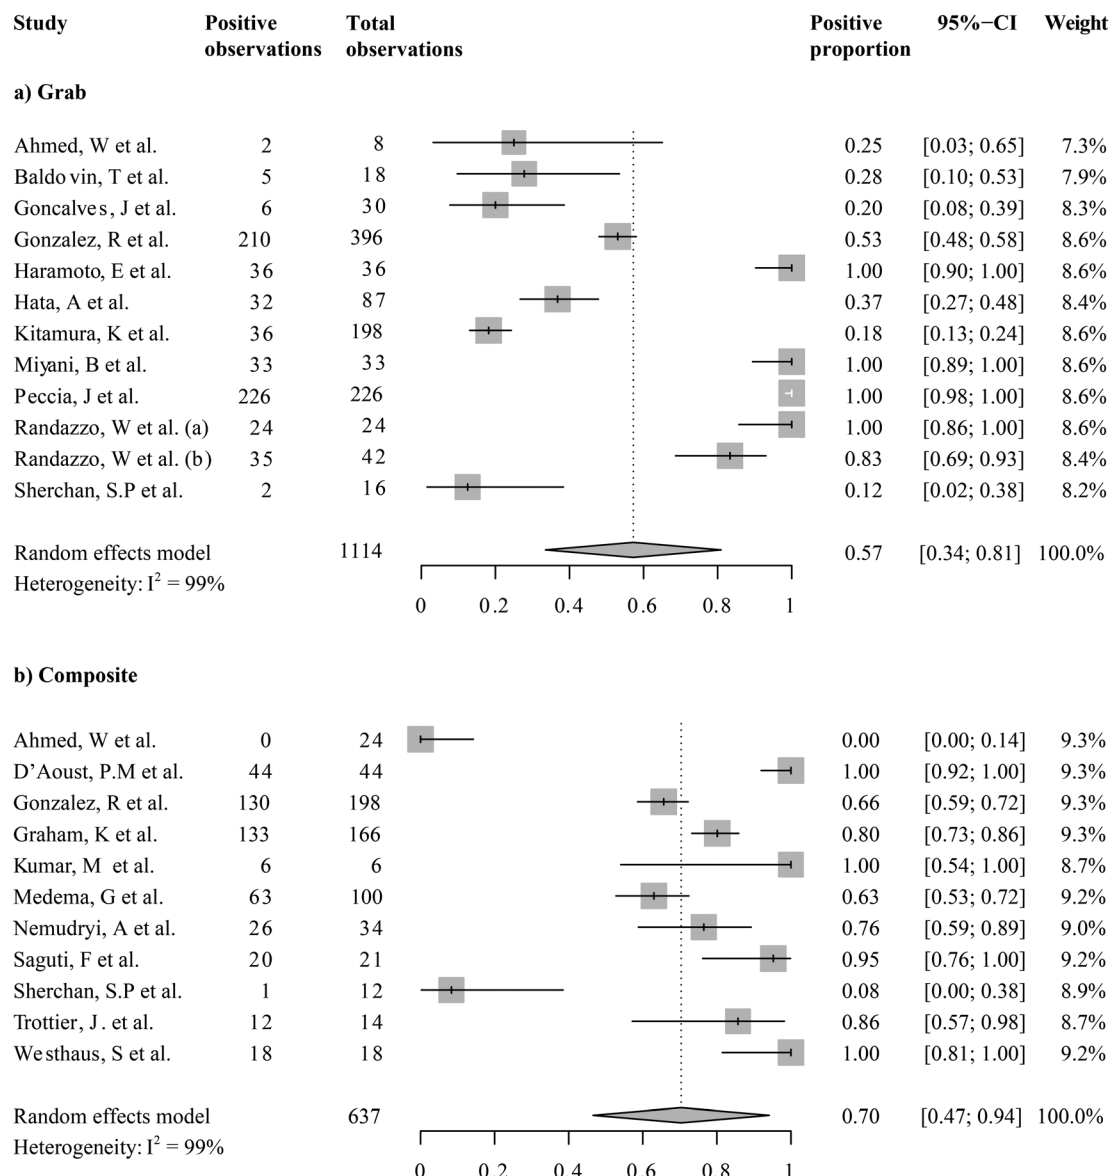 Study Positive observations Total observations Positive proportion 95%−CI Weight
a) Grab
Ahmed, W et al. 2 8 0.25 [0.03; 0.65] 7.3%
Baldovin, T et al. 5 18 0.28 [0.10; 0.53] 7.9%
Goncalves, J et al. 6 30 0.20 [0.08; 0.39] 8.3%
Gonzalez, R et al. 210 396 0.53 [0.48; 0.58] 8.6%
Haramoto, E et al. 36 36 1.00 [0.90; 1.00] 8.6%
Hata, A et al. 32 87 0.37 [0.27; 0.48] 8.4%
Kitamura, K et al. 36 198 0.18 [0.13; 0.24] 8.6%
Miyani, B et al. 33 33 1.00 [0.89; 1.00] 8.6%
Peccia, J et al. 226 226 1.00 [0.98; 1.00] 8.6%
Randazzo, W et al. (a) 24 24 1.00 [0.86; 1.00] 8.6%
Randazzo, W et al. (b) 35 42 0.83 [0.69; 0.93] 8.4%
Sherchan, S.P et al. 2 16 0.12 [0.02; 0.38] 8.2%
Random effects model 1114 0.57 [0.34; 0.81] 100.0%
Heterogeneity: I² = 99%
0 0.2 0.4 0.6 0.8 1
b) Composite
Ahmed, W et al. 0 24 0.00 [0.00; 0.14] 9.3%
D’Aoust, P.M et al. 44 44 1.00 [0.92; 1.00] 9.3%
Gonzalez, R et al. 130 198 0.66 [0.59; 0.72] 9.3%
Graham, K et al. 133 166 0.80 [0.73; 0.86] 9.3%
Kumar, M et al. 6 6 1.00 [0.54; 1.00] 8.7%
Medema, G et al. 63 100 0.63 [0.53; 0.72] 9.2%
Nemudryi, A et al. 26 34 0.76 [0.59; 0.89] 9.0%
Saguti, F et al. 20 21 0.95 [0.76; 1.00] 9.2%
Sherchan, S.P et al. 1 12 0.08 [0.00; 0.38] 8.9%
Trottier, J. et al. 12 14 0.86 [0.57; 0.98] 8.7%
Westhaus, S et al. 18 18 1.00 [0.81; 1.00] 9.2%
Random effects model 637 0.70 [0.47; 0.94] 100.0%
Heterogeneity: I² = 99%
0 0.2 0.4 0.6 0.8 1